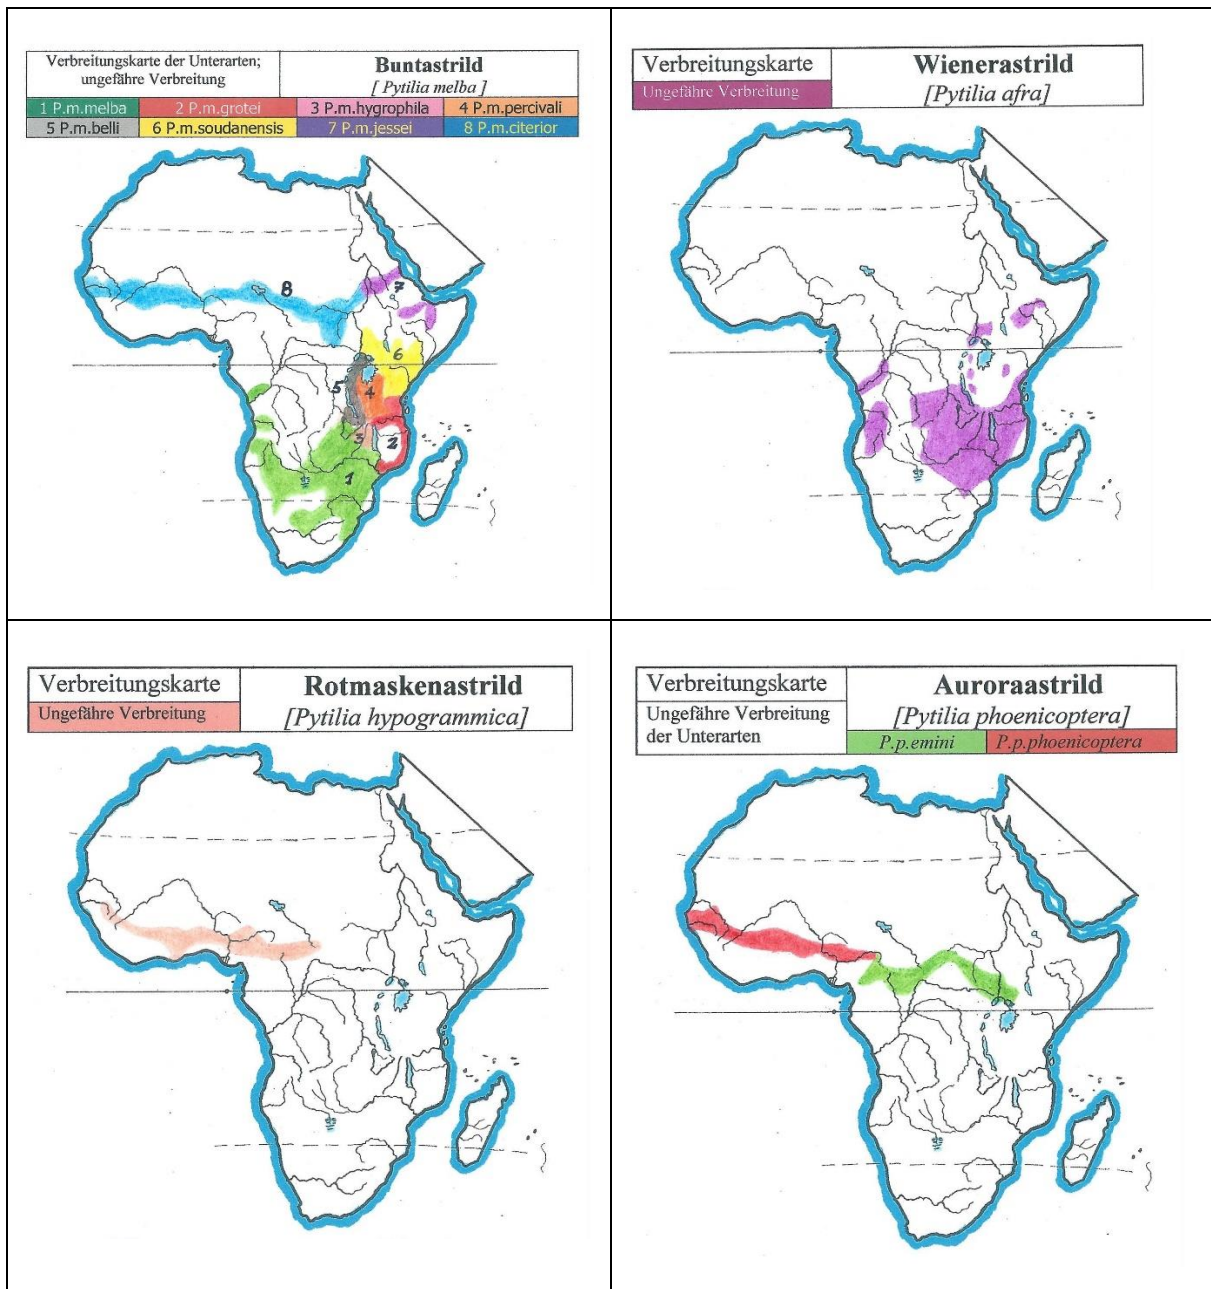 Verbreitungskarte der Unterarten;
ungefähre Verbreitung
Buntastrild
[ Pytilia melba ]
1 P.m.melba 2 P.m.grotei 3 P.m.hygrophila 4 P.m.percivali
5 P.m.belli 6 P.m.soudanensis 7 P.m.jessei 8 P.m.citerior
8
7
6
5
4
3
2
1
Verbreitungskarte
Ungefähre Verbreitung
Wienerastrild
[Pytilia afra]
Verbreitungskarte
Ungefähre Verbreitung
Rotmaskenastrild
[Pytilia hypogrammica]
Verbreitungskarte
Ungefähre Verbreitung
der Unterarten
Auroraastrild
[Pytilia phoenicoptera]
P.p.emini P.p.phoenicoptera